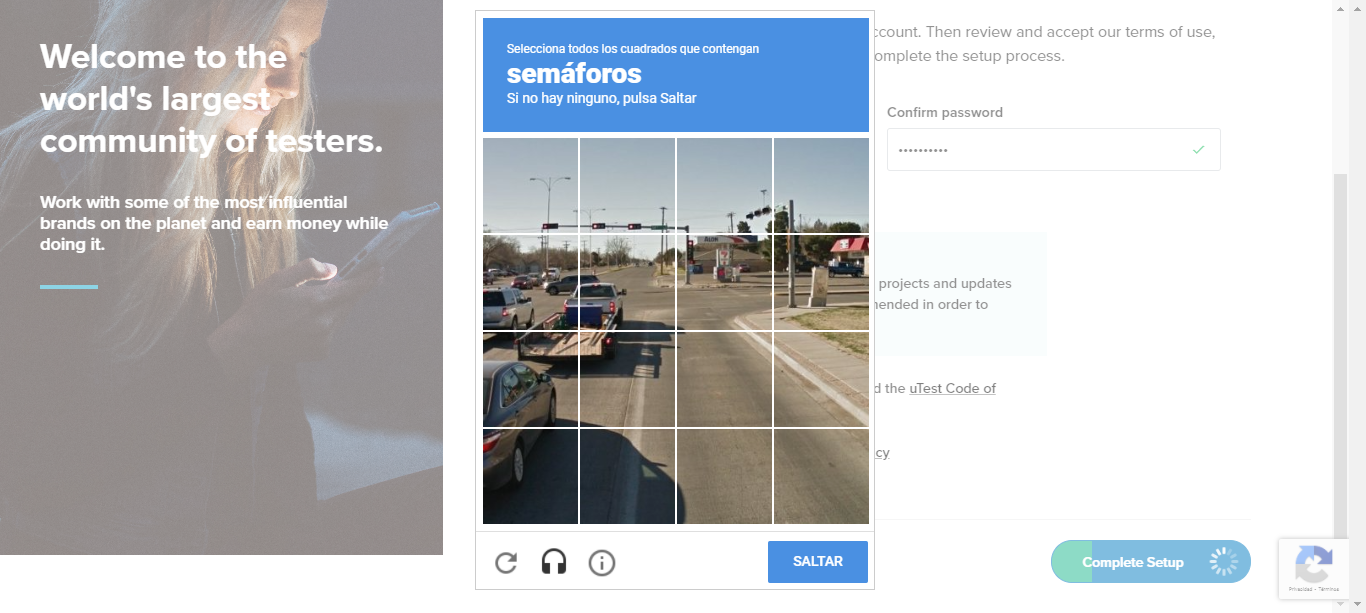 Welcome to the
world's largest
community of testers.
Work with some of the most influential
brands on the planet and earn money while
doing it.
Selecciona todos los cuadrados que contengan
semáforos
Si no hay ninguno, pulsa Saltar
SALTAR
ccount. Then review and accept our terms of use,
omplete the setup process.
Confirm password
projects and updates
ended in order to
d the uTest Code of
cy
Complete Setup
Privacidad - Términos